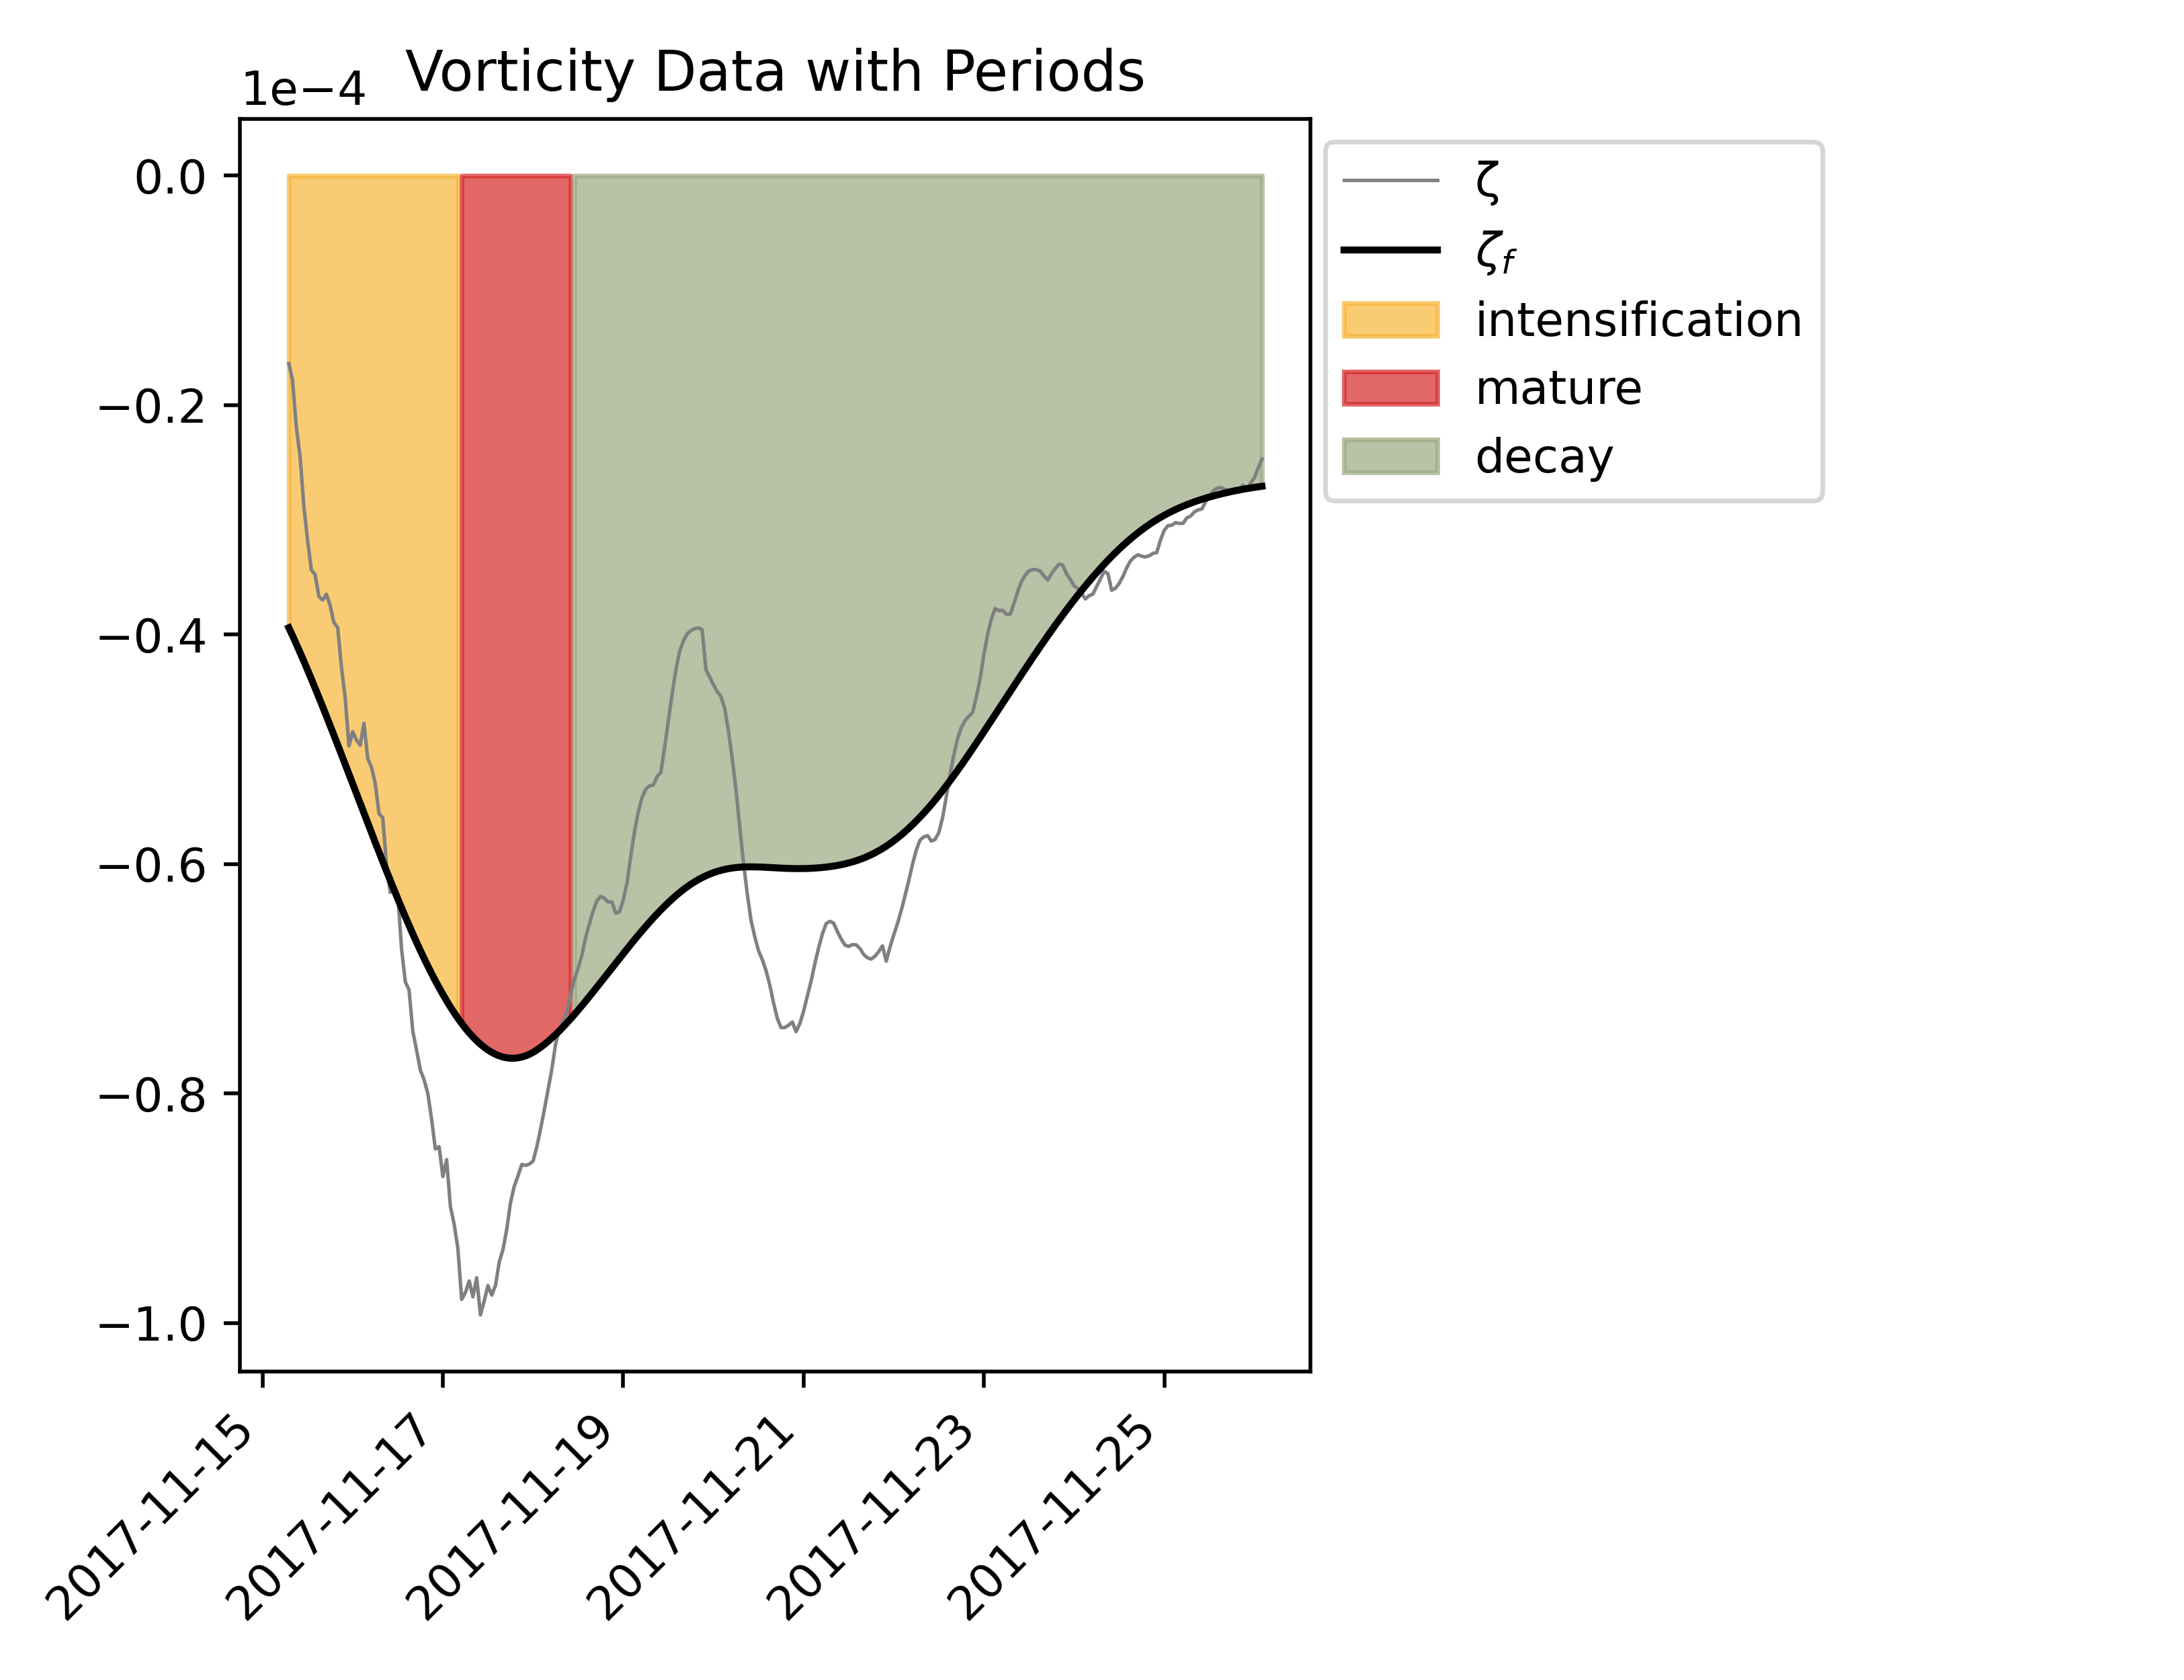 Vorticity Data with Periods
1e−4
0.0
−0.2
−0.4
−0.6
−0.8
−1.0
2017-11-15
2017-11-17
2017-11-19
2017-11-21
2017-11-23
2017-11-25
ζ
ζf
intensification
mature
decay